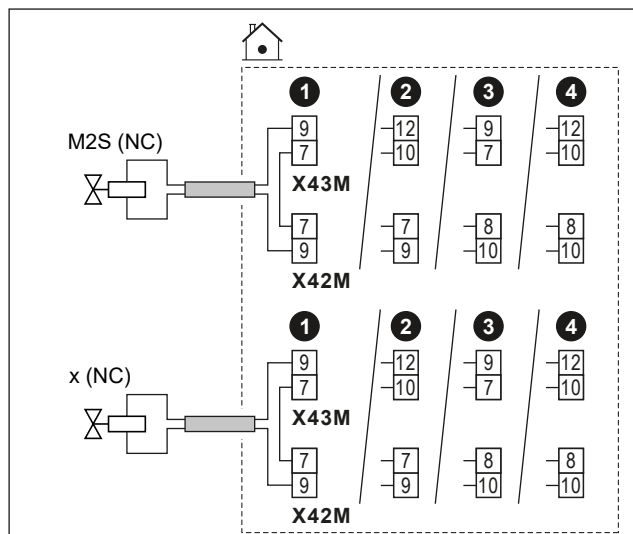 1 2 3 4
M2S (NC)
9 12 9 12
7 10 7 10
X43M
7 7 8 8
9 9 10 10
X42M
1 2 3 4
x (NC)
9 12 9 12
7 10 7 10
X43M
7 7 8 8
9 9 10 10
X42M